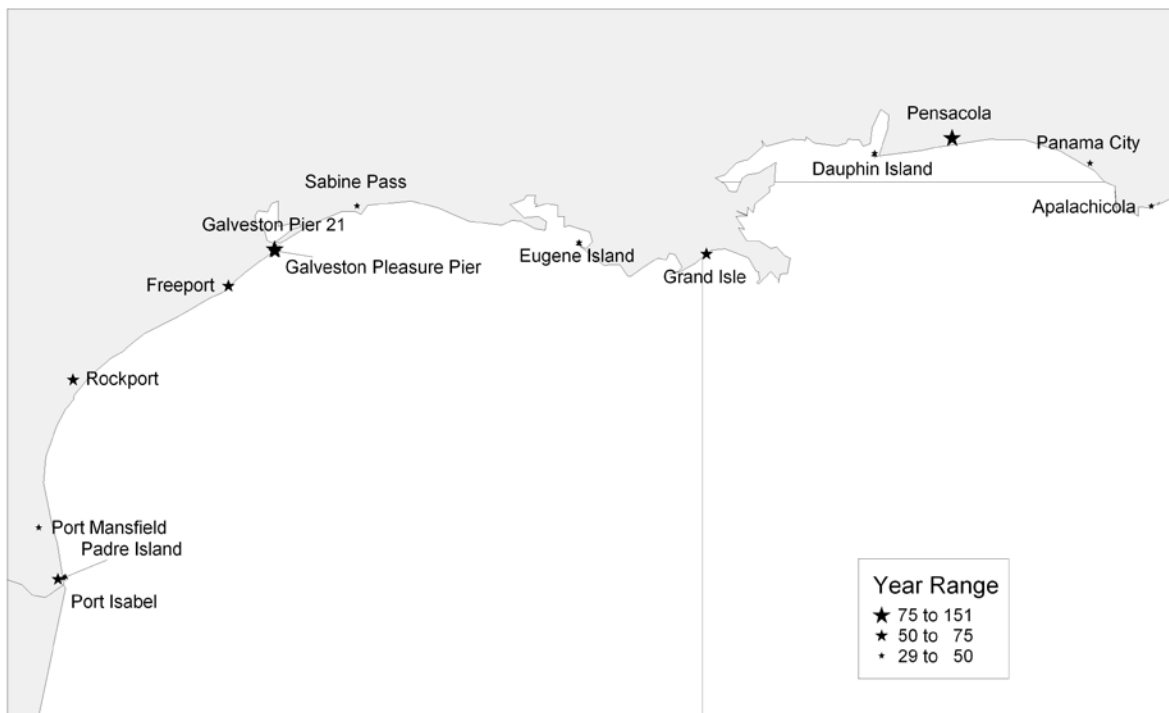 Pensacola
Panama City
Dauphin Island
Sabine Pass
Apalachicola
Galveston Pier 21
Eugene Island
Galveston Pleasure Pier
Grand Isle
Freeport
Rockport
Port Mansfield
Padre Island
Port Isabel
Year Range
75 to 151
50 to 75
29 to 50